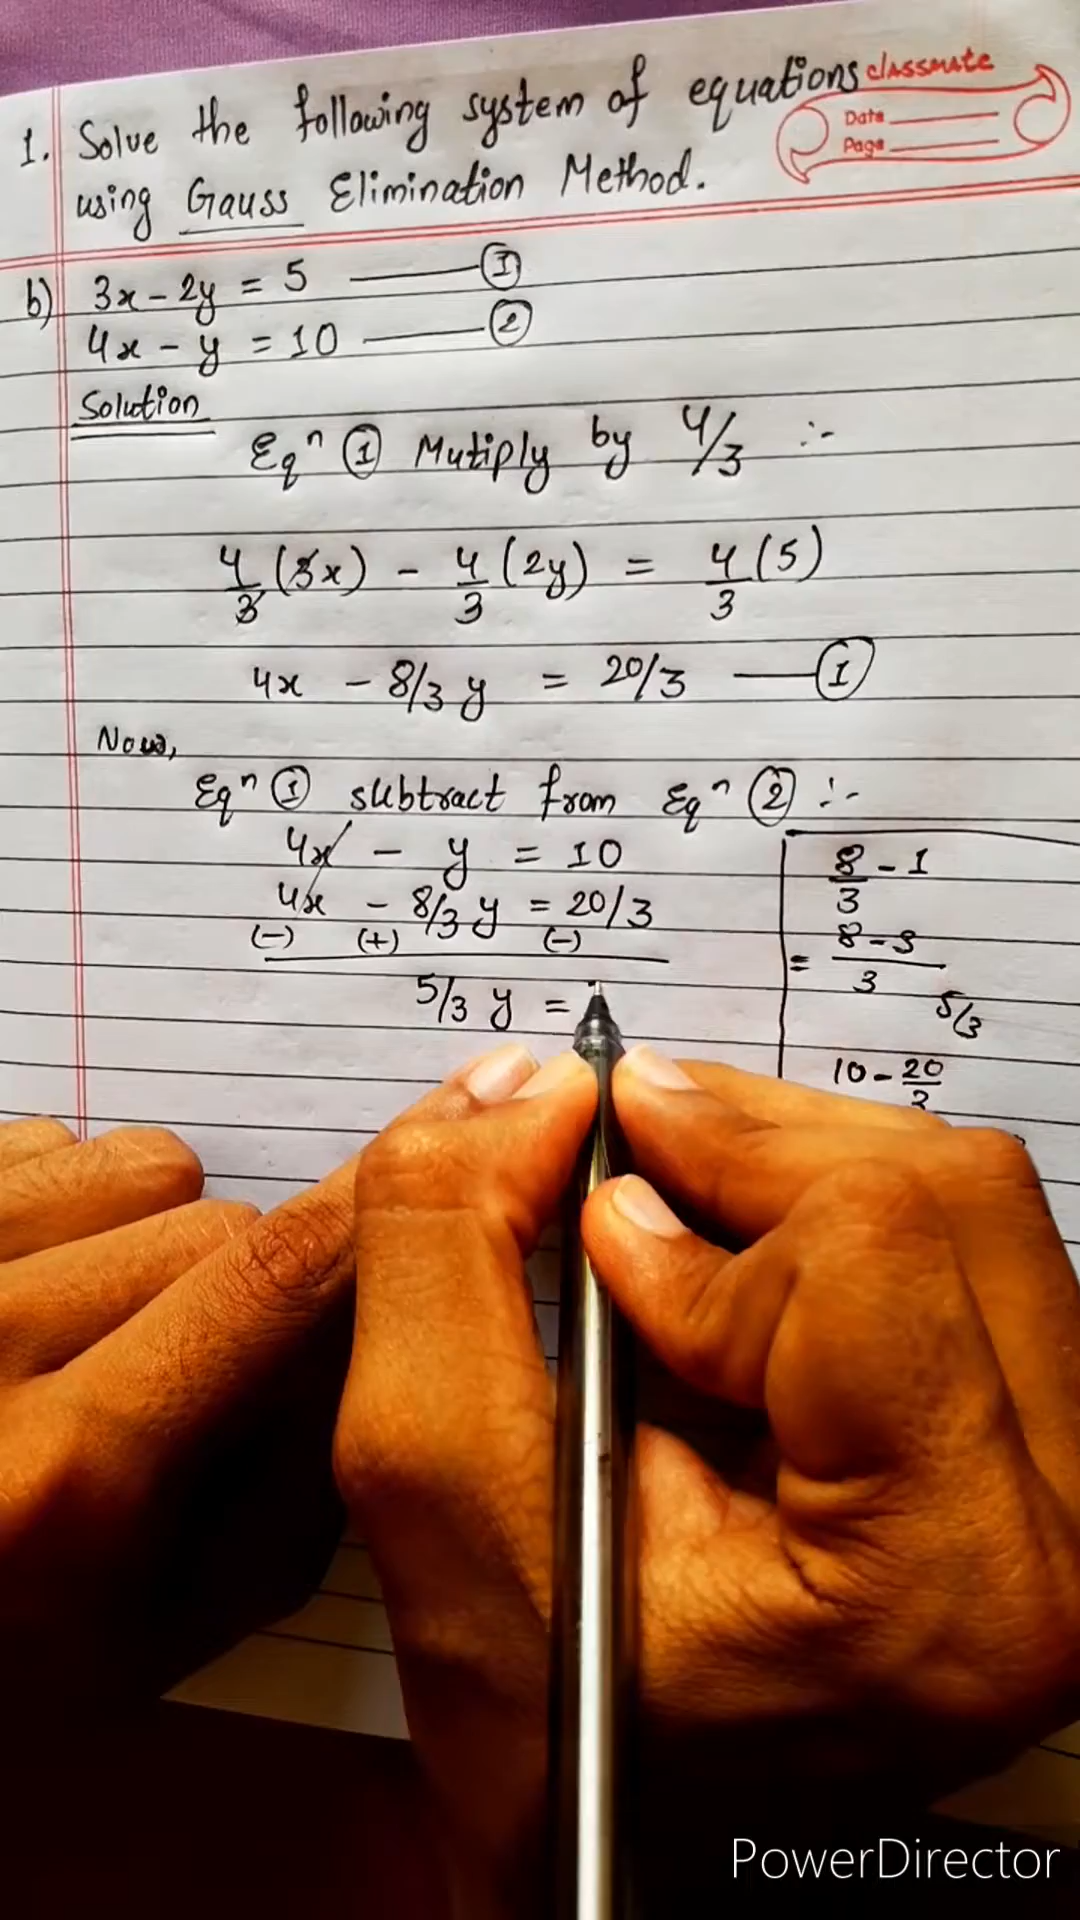 1. Solve the following system of equations
using Gauss Elimination Method.
classmate
Date
Page
b) 3x - 2y = 5 —— ①
4x - y = 10 —— ②
Solution
Eqⁿ ① Mutiply by 4/3 :-
4/3 (3x) - 4/3 (2y) = 4/3 (5)
4x - 8/3 y = 20/3 —— ①
Now,
Eqⁿ ① subtract from Eqⁿ ② :-
4x - y = 10
4x - 8/3 y = 20/3
(-) (+) (-)
5/3 y =
8/3 - 1
= 8-3/3
5/3
10 - 20/3
PowerDirector